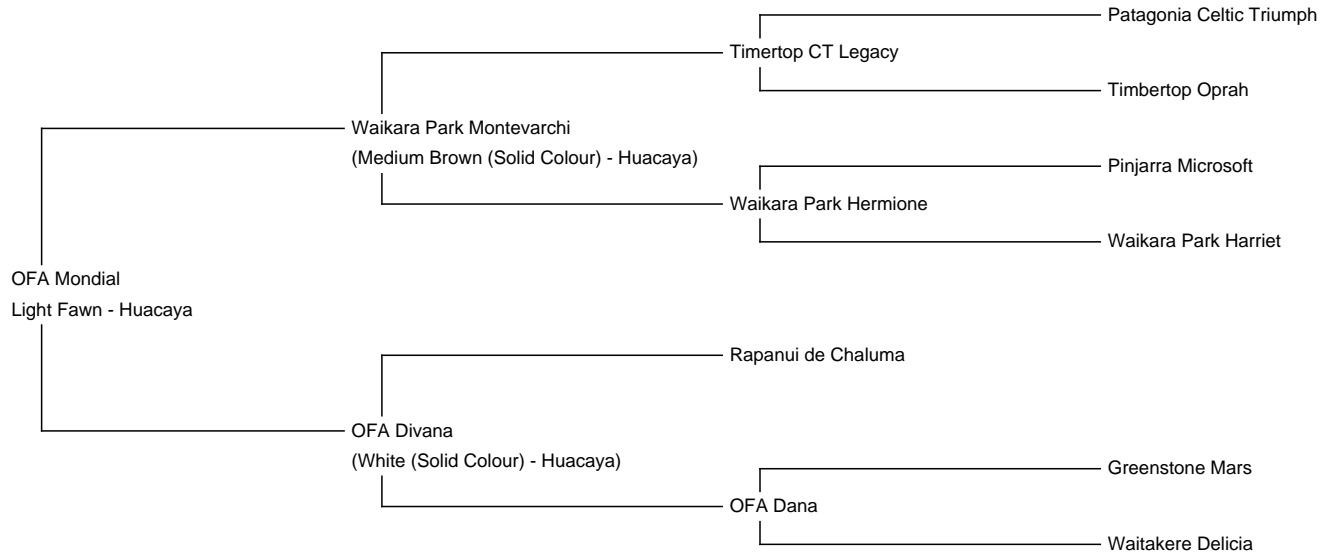 Patagonia Celtic Triumph
Timertop CT Legacy
Timbertop Oprah
Waikara Park Montevarchi
(Medium Brown (Solid Colour) - Huacaya)
Pinjarra Microsoft
Waikara Park Hermione
Waikara Park Harriet
OFA Mondial
Light Fawn - Huacaya
Rapanui de Chaluma
OFA Divana
(White (Solid Colour) - Huacaya)
Greenstone Mars
OFA Dana
Waitakere Delicia